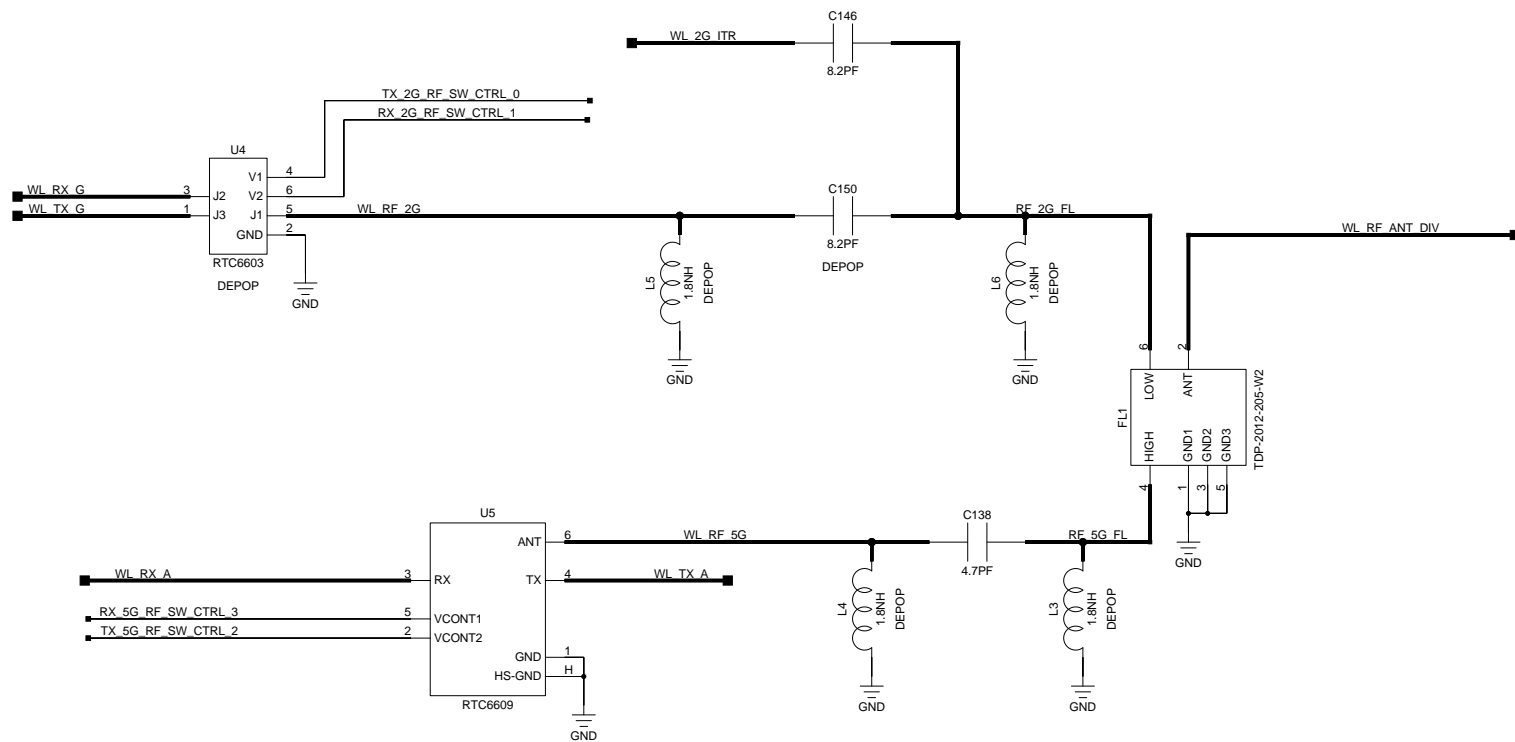 C146
WL_2G_ITR
8.2PF
TX_2G_RF_SW_CTRL_0
RX_2G_RF_SW_CTRL_1
U4
V1
4
WL_RX_G
3
J2
V2
6
C150
WL_TX_G
1
J3
J1
5
WL_RF_2G
RF_2G_FL
GND
2
8.2PF
WL_RF_ANT_DIV
RTC6603
DEPOP
DEPOP
GND
L5
1.8NH
DEPOP
L6
1.8NH
DEPOP
GND
GND
6
2
LOW
ANT
FL1
TDP-2012-205-W2
HIGH
GND1
GND2
GND3
4
1
3
5
GND
U5
C138
ANT
6
WL_RF_5G
RF_5G_FL
4.7PF
WL_RX_A
3
RX
TX
4
WL_TX_A
RX_5G_RF_SW_CTRL_3
5
VCONT1
TX_5G_RF_SW_CTRL_2
2
VCONT2
L4
1.8NH
DEPOP
L3
1.8NH
DEPOP
GND
1
HS-GND
H
RTC6609
GND
GND
GND